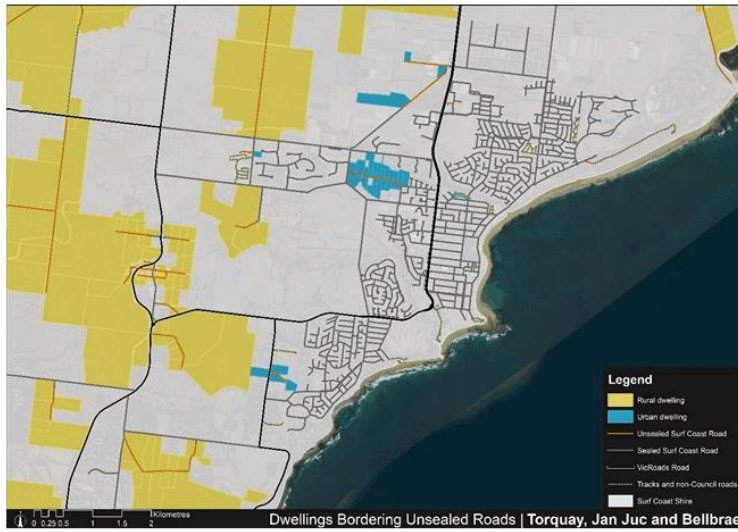 Legend
Rural dwelling
Urban dwelling
Unsealed Surf Coast Road
Sealed Surf Coast Road
VicRoads Road
Tracks and non-Council roads
Surf Coast Shire
0 0.25 0.5 1 1.5 2 Kilometres
Dwellings Bordering Unsealed Roads | Torquay, Jan Juc and Bellbrae